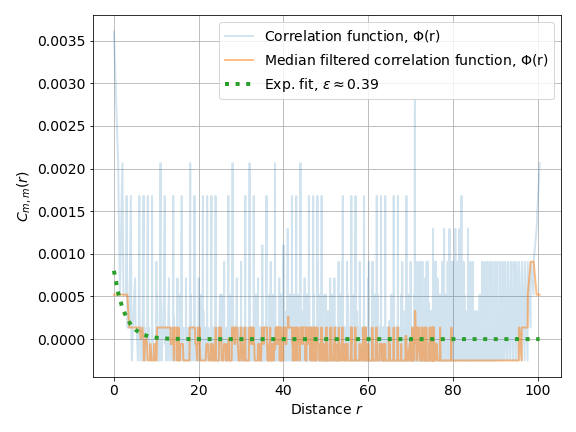 Correlation function, Φ(r)
Median filtered correlation function, Φ(r)
Exp. fit, ε ≈ 0.39
0.0035
0.0030
0.0025
0.0020
0.0015
0.0010
0.0005
0.0000
C_{m,m}(r)
0 20 40 60 80 100
Distance r